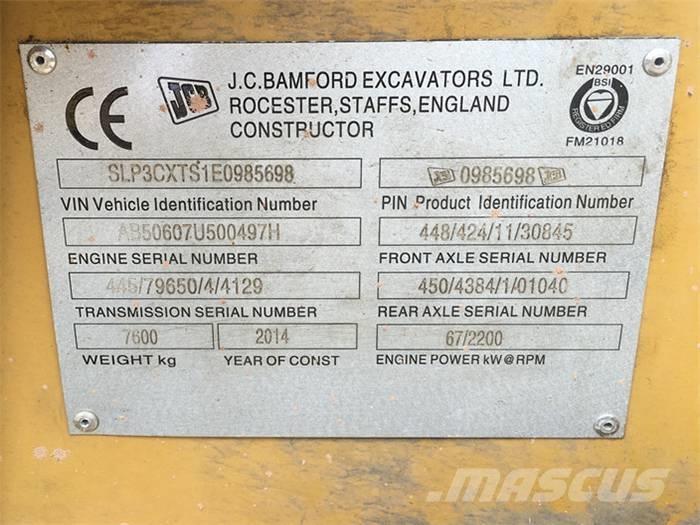 JCB
J.C.BAMFORD EXCAVATORS LTD.
ROCESTER,STAFFS,ENGLAND
CONSTRUCTOR
CE
EN29001
BSI
REGISTERED FIRM
FM21018
SLP3CXTS1E0985698
JCB 0985698 JCB
VIN Vehicle Identification Number
PIN Product Identification Number
AB50607U500497H
448/424/11/30845
ENGINE SERIAL NUMBER
FRONT AXLE SERIAL NUMBER
445/79650/4/4129
450/4384/1/01040
TRANSMISSION SERIAL NUMBER
REAR AXLE SERIAL NUMBER
7600 2014
67/2200
WEIGHT kg YEAR OF CONST
ENGINE POWER kW@RPM
MASCUS